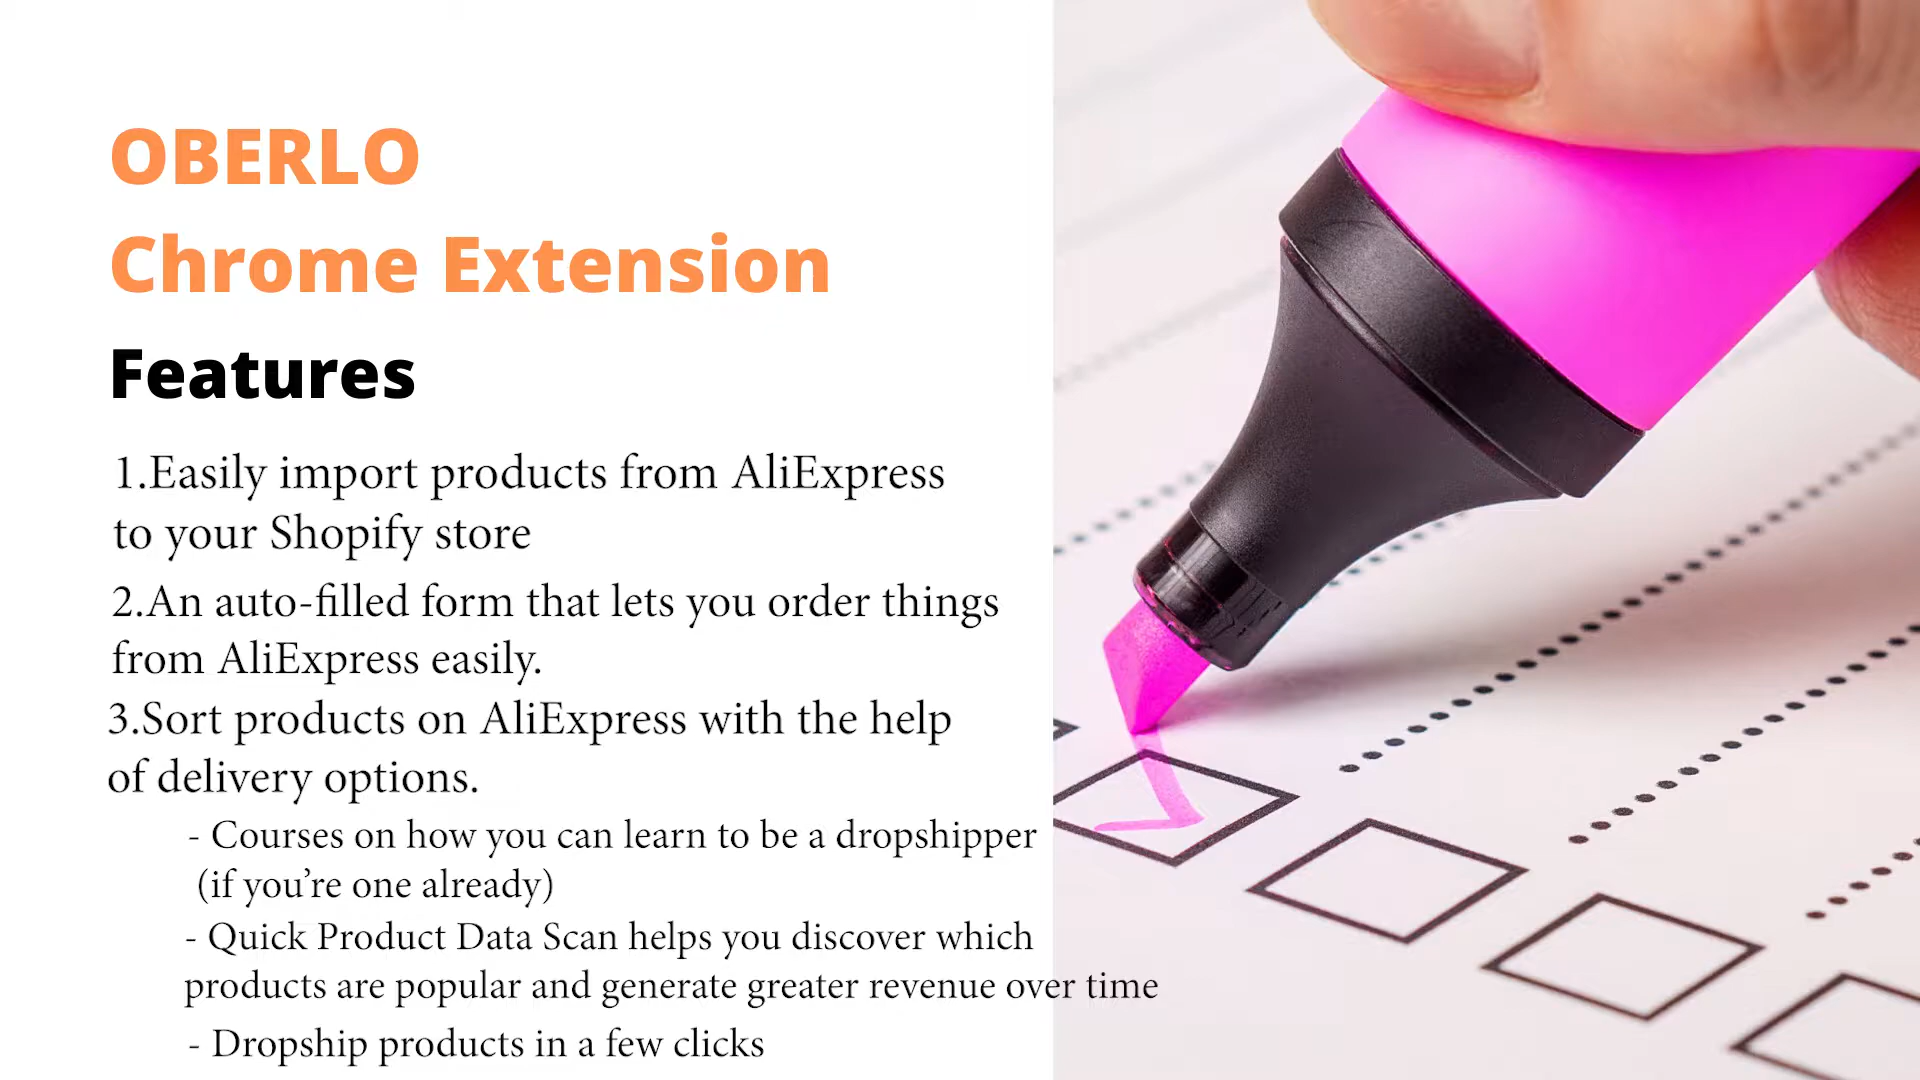 OBERLO
Chrome Extension
Features
1.Easily import products from AliExpress
to your Shopify store
2.An auto-filled form that lets you order things
from AliExpress easily.
3.Sort products on AliExpress with the help
of delivery options.
- Courses on how you can learn to be a dropshipper
(if you’re one already)
- Quick Product Data Scan helps you discover which
products are popular and generate greater revenue over time
- Dropship products in a few clicks